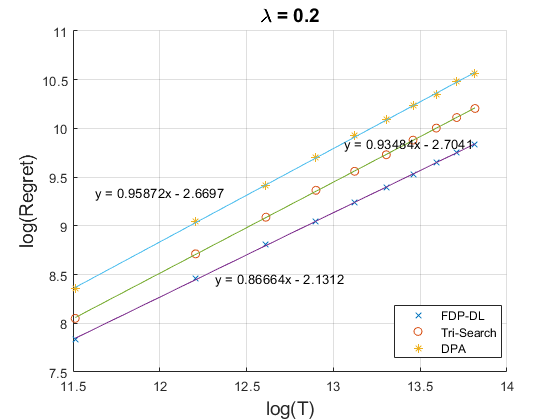 λ = 0.2
log(Regret)
11
10.5
10
9.5
9
8.5
8
7.5
y = 0.93484x - 2.7041
y = 0.95872x - 2.6697
y = 0.86664x - 2.1312
FDP-DL
Tri-Search
DPA
11.5 12 12.5 13 13.5 14
log(T)